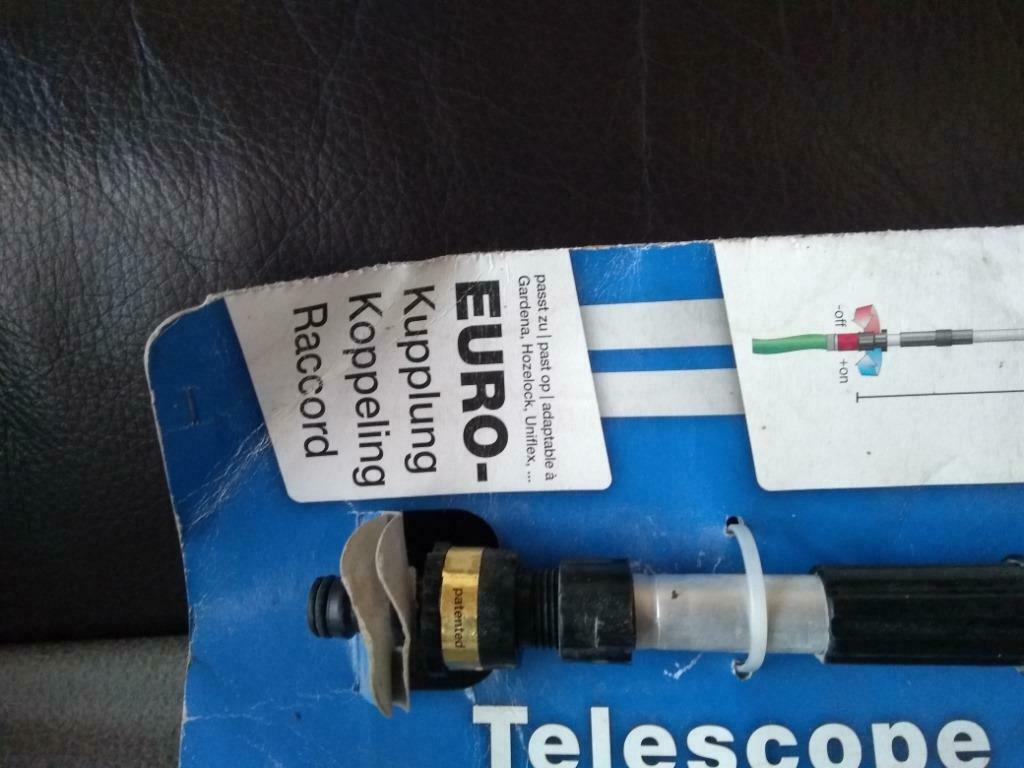 passt zu | past op | adaptable à
Gardena, Hozelock, Uniflex, ...
EURO-
Kupplung
Koppeling
Raccord
-off
+on
patented
Telescope